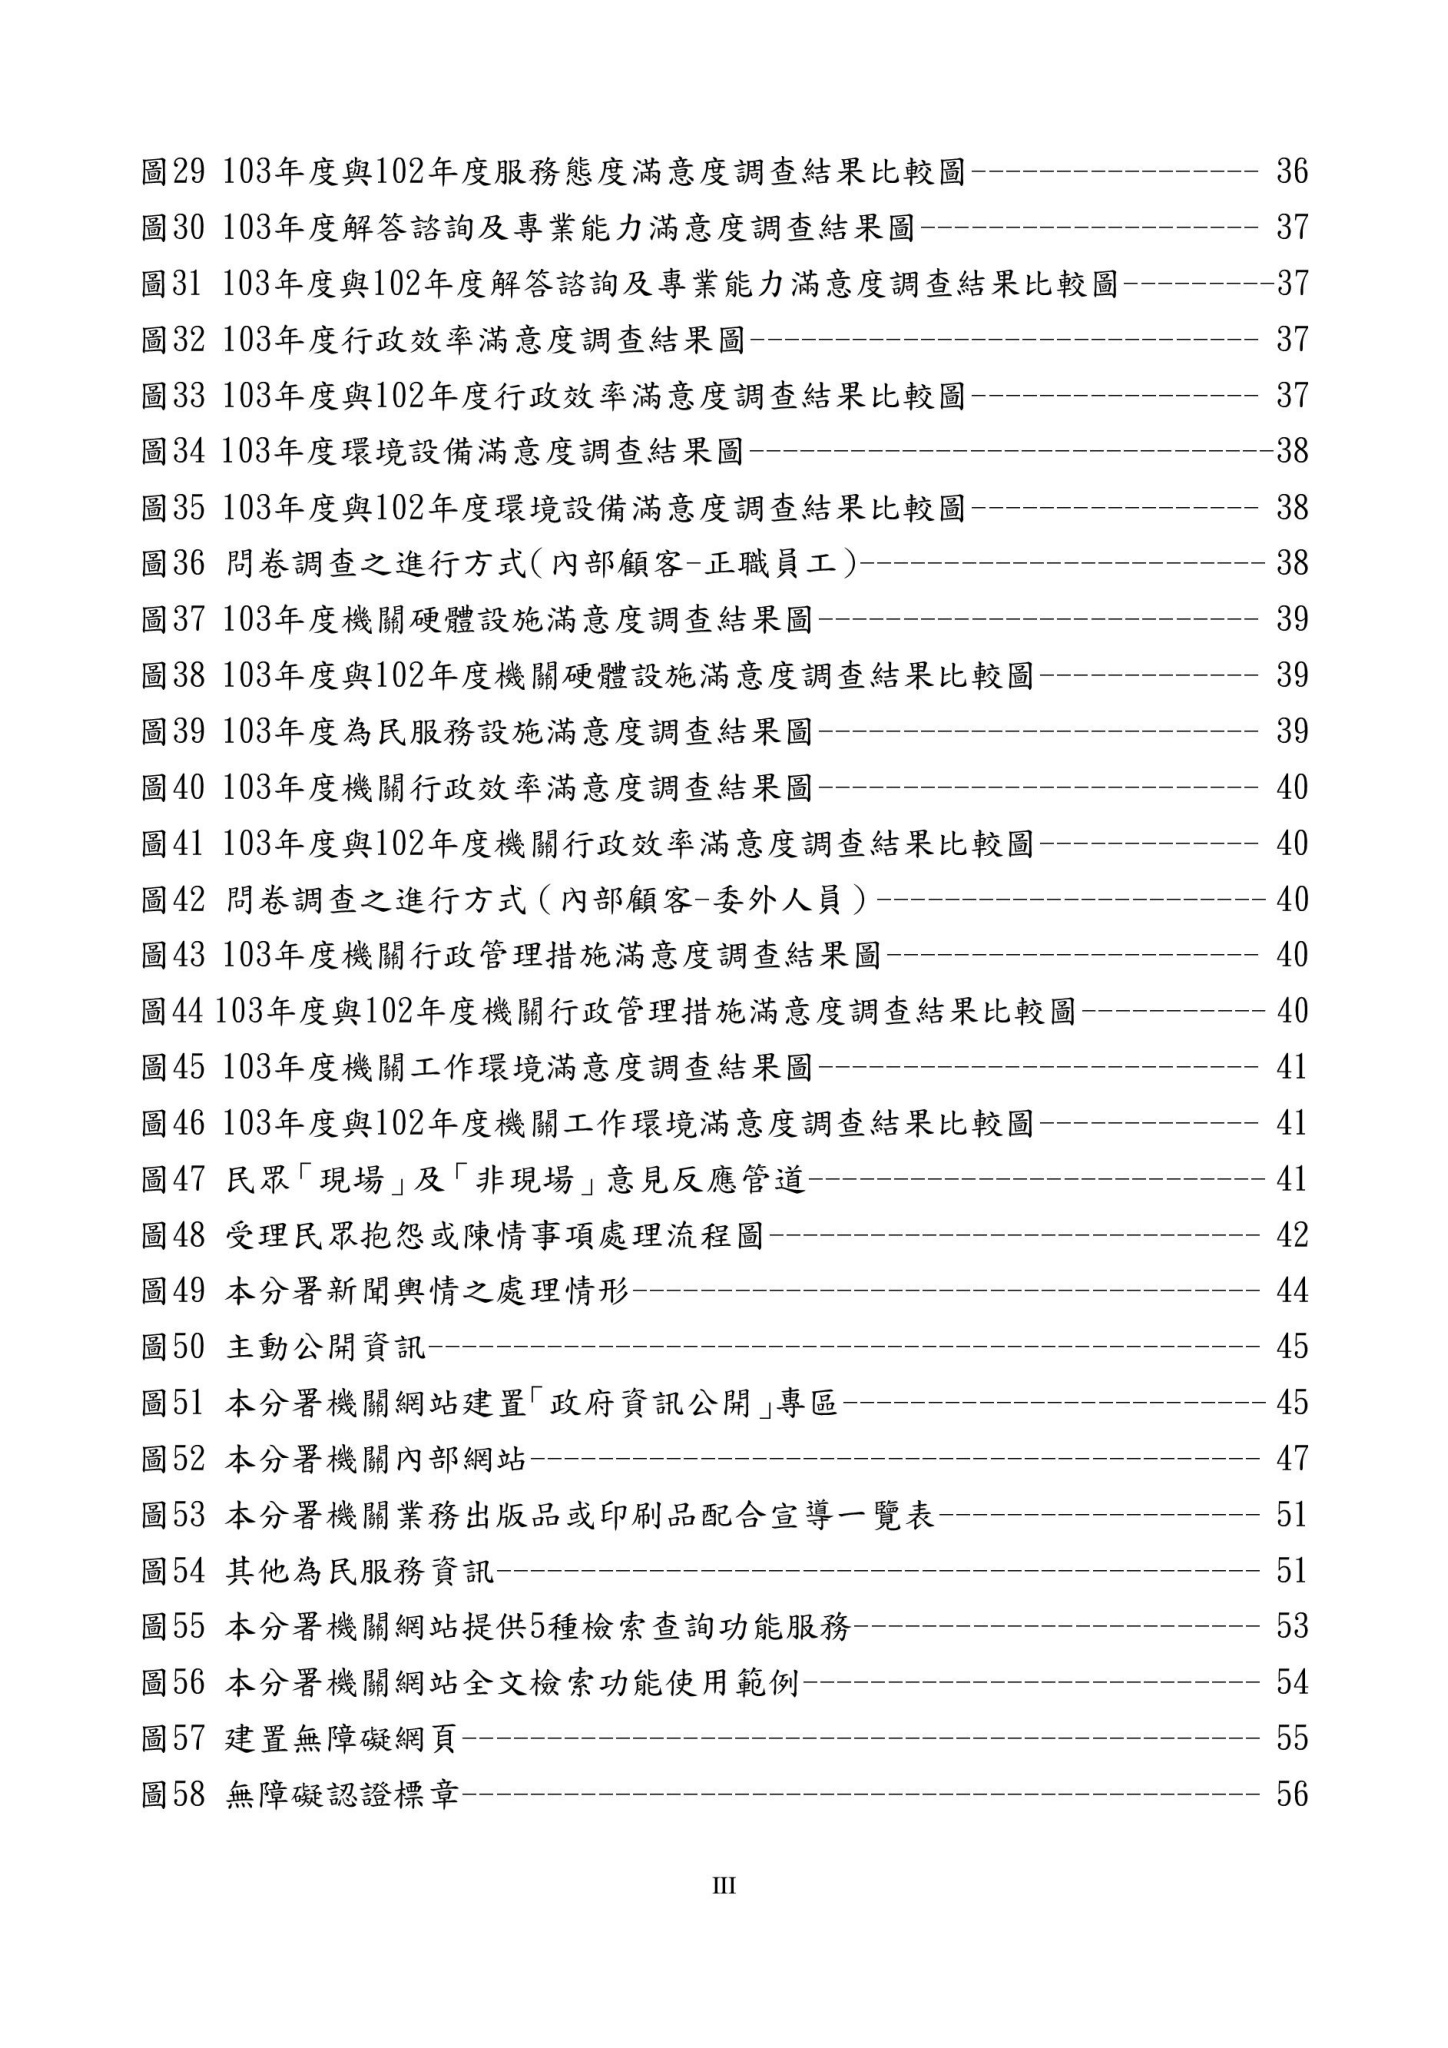 圖29 103年度與102年度服務態度滿意度調查結果比較圖----------------- 36
圖30 103年度解答諮詢及專業能力滿意度調查結果圖-------------------- 37
圖31 103年度與102年度解答諮詢及專業能力滿意度調查結果比較圖---------37
圖32 103年度行政效率滿意度調查結果圖------------------------------ 37
圖33 103年度與102年度行政效率滿意度調查結果比較圖----------------- 37
圖34 103年度環境設備滿意度調查結果圖-------------------------------38
圖35 103年度與102年度環境設備滿意度調查結果比較圖----------------- 38
圖36 問卷調查之進行方式(內部顧客-正職員工)------------------------ 38
圖37 103年度機關硬體設施滿意度調查結果圖-------------------------- 39
圖38 103年度與102年度機關硬體設施滿意度調查結果比較圖------------- 39
圖39 103年度為民服務設施滿意度調查結果圖-------------------------- 39
圖40 103年度機關行政效率滿意度調查結果圖-------------------------- 40
圖41 103年度與102年度機關行政效率滿意度調查結果比較圖------------- 40
圖42 問卷調查之進行方式(內部顧客-委外人員)----------------------- 40
圖43 103年度機關行政管理措施滿意度調查結果圖---------------------- 40
圖44 103年度與102年度機關行政管理措施滿意度調查結果比較圖----------- 40
圖45 103年度機關工作環境滿意度調查結果圖-------------------------- 41
圖46 103年度與102年度機關工作環境滿意度調查結果比較圖------------- 41
圖47 民眾「現場」及「非現場」意見反應管道--------------------------- 41
圖48 受理民眾抱怨或陳情事項處理流程圖----------------------------- 42
圖49 本分署新聞輿情之處理情形------------------------------------- 44
圖50 主動公開資訊------------------------------------------------- 45
圖51 本分署機關網站建置「政府資訊公開」專區------------------------- 45
圖52 本分署機關內部網站------------------------------------------- 47
圖53 本分署機關業務出版品或印刷品配合宣導一覽表------------------- 51
圖54 其他為民服務資訊--------------------------------------------- 51
圖55 本分署機關網站提供5種檢索查詢功能服務------------------------ 53
圖56 本分署機關網站全文檢索功能使用範例--------------------------- 54
圖57 建置無障礙網頁----------------------------------------------- 55
圖58 無障礙認證標章----------------------------------------------- 56
III